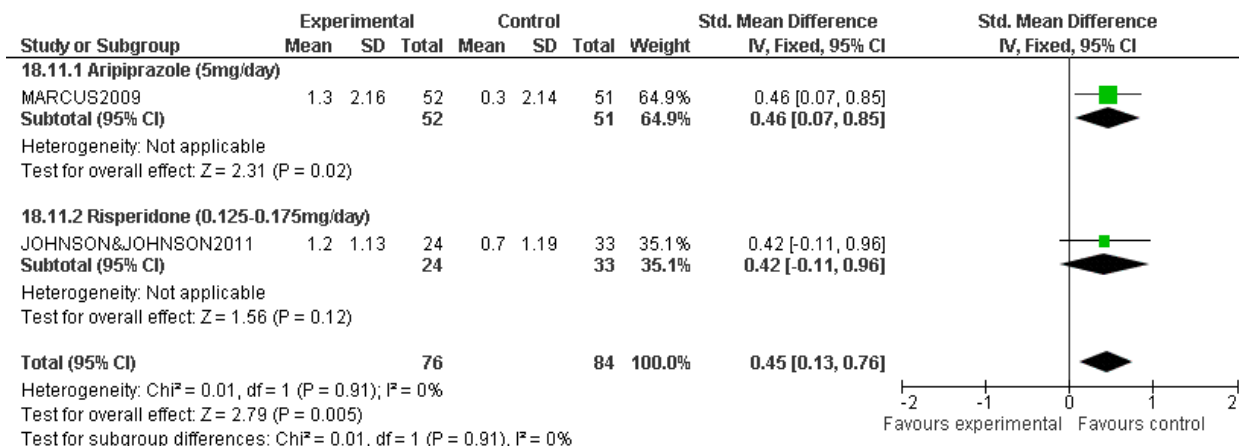 Experimental Control Std. Mean Difference Std. Mean Difference
Study or Subgroup Mean SD Total Mean SD Total Weight IV, Fixed, 95% CI IV, Fixed, 95% CI
18.11.1 Aripiprazole (5mg/day)
MARCUS2009 1.3 2.16 52 0.3 2.14 51 64.9% 0.46 [0.07, 0.85]
Subtotal (95% CI) 52 51 64.9% 0.46 [0.07, 0.85]
Heterogeneity: Not applicable
Test for overall effect: Z = 2.31 (P = 0.02)
18.11.2 Risperidone (0.125-0.175mg/day)
JOHNSON&JOHNSON2011 1.2 1.13 24 0.7 1.19 33 35.1% 0.42 [-0.11, 0.96]
Subtotal (95% CI) 24 33 35.1% 0.42 [-0.11, 0.96]
Heterogeneity: Not applicable
Test for overall effect: Z = 1.56 (P = 0.12)
Total (95% CI) 76 84 100.0% 0.45 [0.13, 0.76]
Heterogeneity: Chi² = 0.01, df = 1 (P = 0.91); I² = 0%
Test for overall effect: Z = 2.79 (P = 0.005)
Test for subgroup differences: Chi² = 0.01, df = 1 (P = 0.91), I² = 0%
-2 -1 0 1 2
Favours experimental Favours control